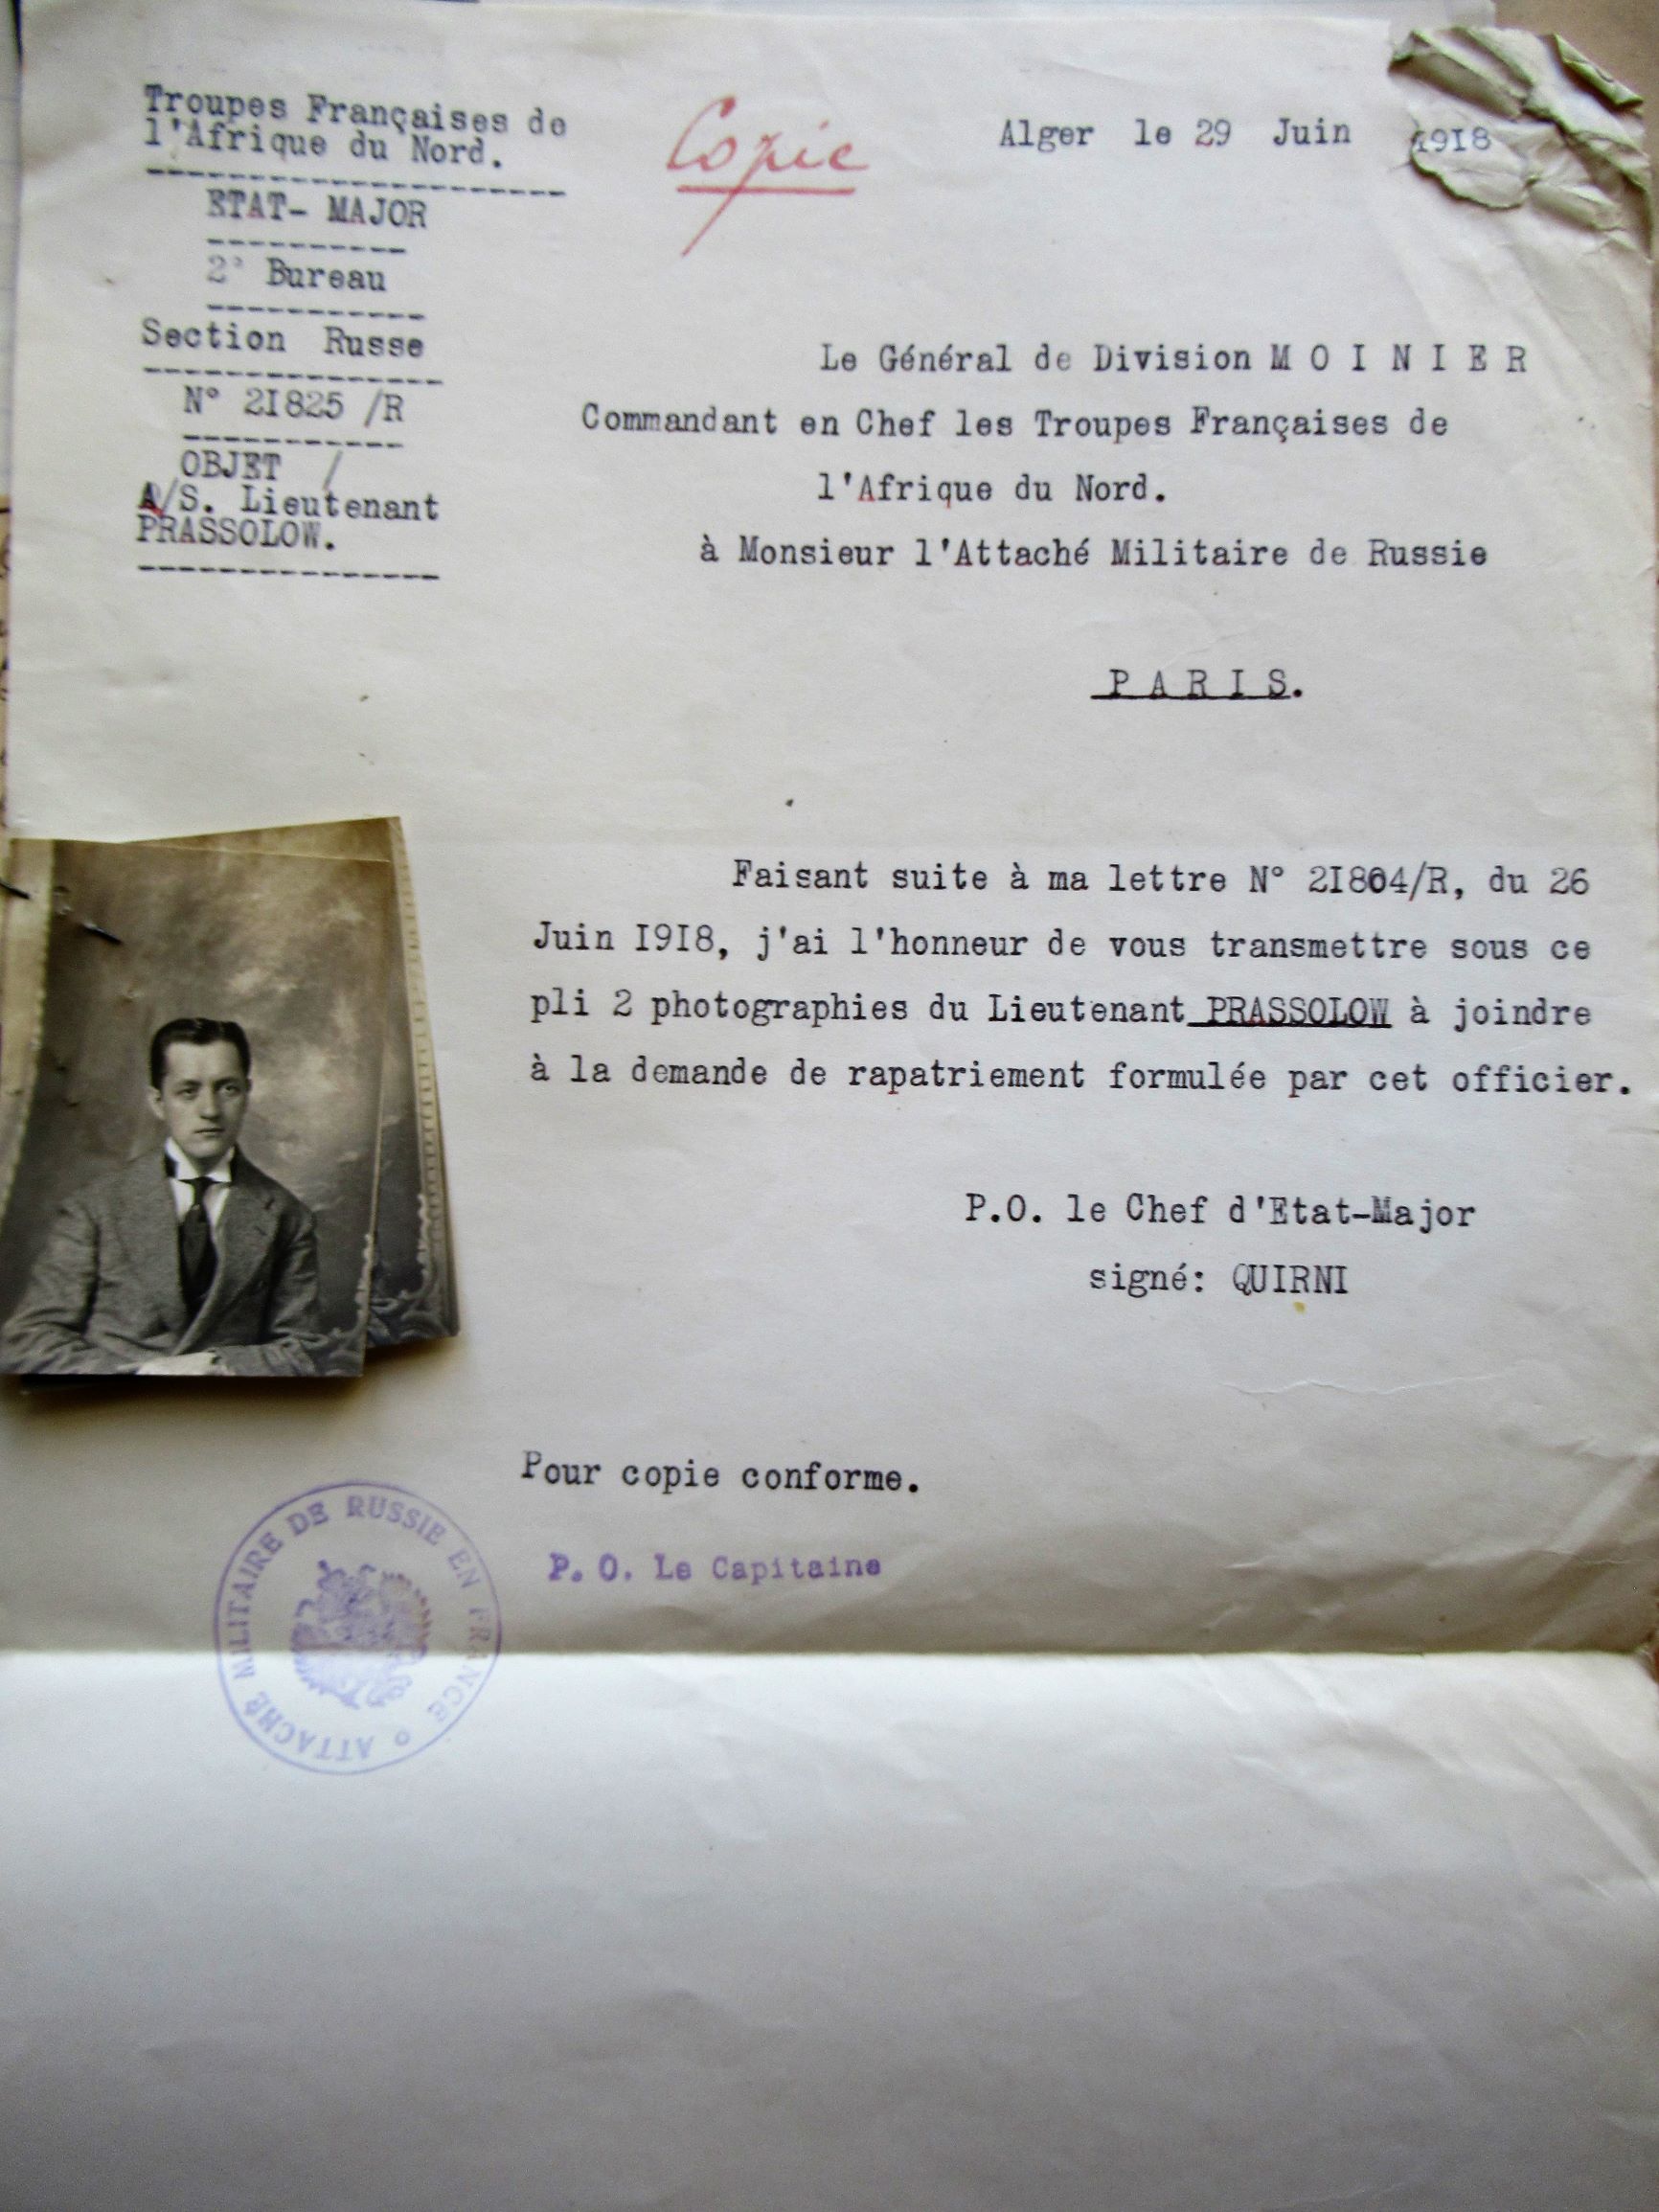 Troupes Françaises de
l'Afrique du Nord.
ETAT- MAJOR
2° Bureau
Section Russe
N° 2I825 /R
OBJET /
A/S. Lieutenant
PRASSOLOW.
Copie
Alger le 29 Juin 1918
Le Général de Division M O I N I E R
Commandant en Chef les Troupes Françaises de
l'Afrique du Nord.
à Monsieur l'Attaché Militaire de Russie
P A R I S.
Faisant suite à ma lettre N° 2I804/R, du 26
Juin I9I8, j'ai l'honneur de vous transmettre sous ce
pli 2 photographies du Lieutenant PRASSOLOW à joindre
à la demande de rapatriement formulée par cet officier.
P.O. le Chef d'Etat-Major
signé: QUIRNI
Pour copie conforme.
P. O. Le Capitaine
ATTACHÉ MILITAIRE DE RUSSIE EN FRANCE